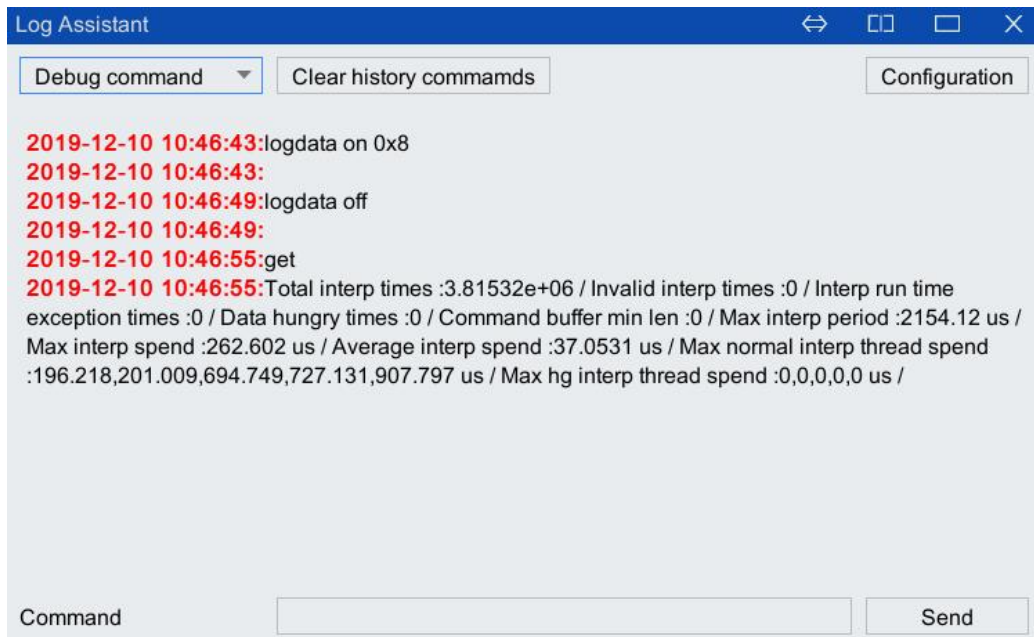 Log Assistant
Debug command
Clear history commamds
Configuration
2019-12-10 10:46:43:logdata on 0x8
2019-12-10 10:46:43:
2019-12-10 10:46:49:logdata off
2019-12-10 10:46:49:
2019-12-10 10:46:55:get
2019-12-10 10:46:55:Total interp times :3.81532e+06 / Invalid interp times :0 / Interp run time
exception times :0 / Data hungry times :0 / Command buffer min len :0 / Max interp period :2154.12 us /
Max interp spend :262.602 us / Average interp spend :37.0531 us / Max normal interp thread spend
:196.218,201.009,694.749,727.131,907.797 us / Max hg interp thread spend :0,0,0,0,0 us /
Command
Send